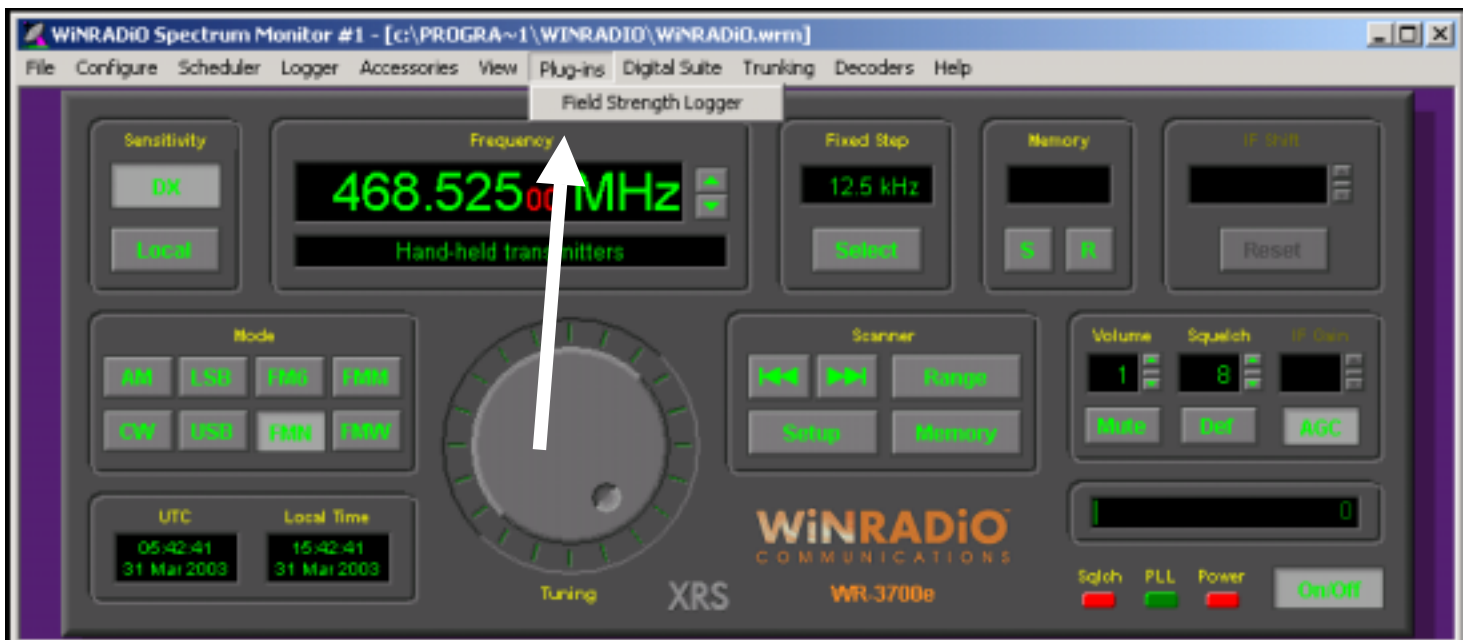 WiNRADiO Spectrum Monitor #1 - [c:\PROGRA~1\WINRADIO\WiNRADiO.wrm]
File Configure Scheduler Logger Accessories View Plug-ins Digital Suite Trunking Decoders Help
Field Strength Logger
Sensitivity
DX
Local
Frequency
468.52500 MHz
Hand-held transmitters
Fixed Step
12.5 kHz
Select
Memory
S R
IF Shift
Reset
Mode
AM LSB FM6 FMM
CW USB FMN FMW
Scanner
Range
Setup Memory
Volume Squelch IF Gain
1 8
Mute Def AGC
UTC Local Time
05:42:41 15:42:41
31 Mar 2003 31 Mar 2003
Tuning
XRS
WiNRADiO
COMMUNICATIONS
WR-3700e
0
Sqlch PLL Power
On/Off